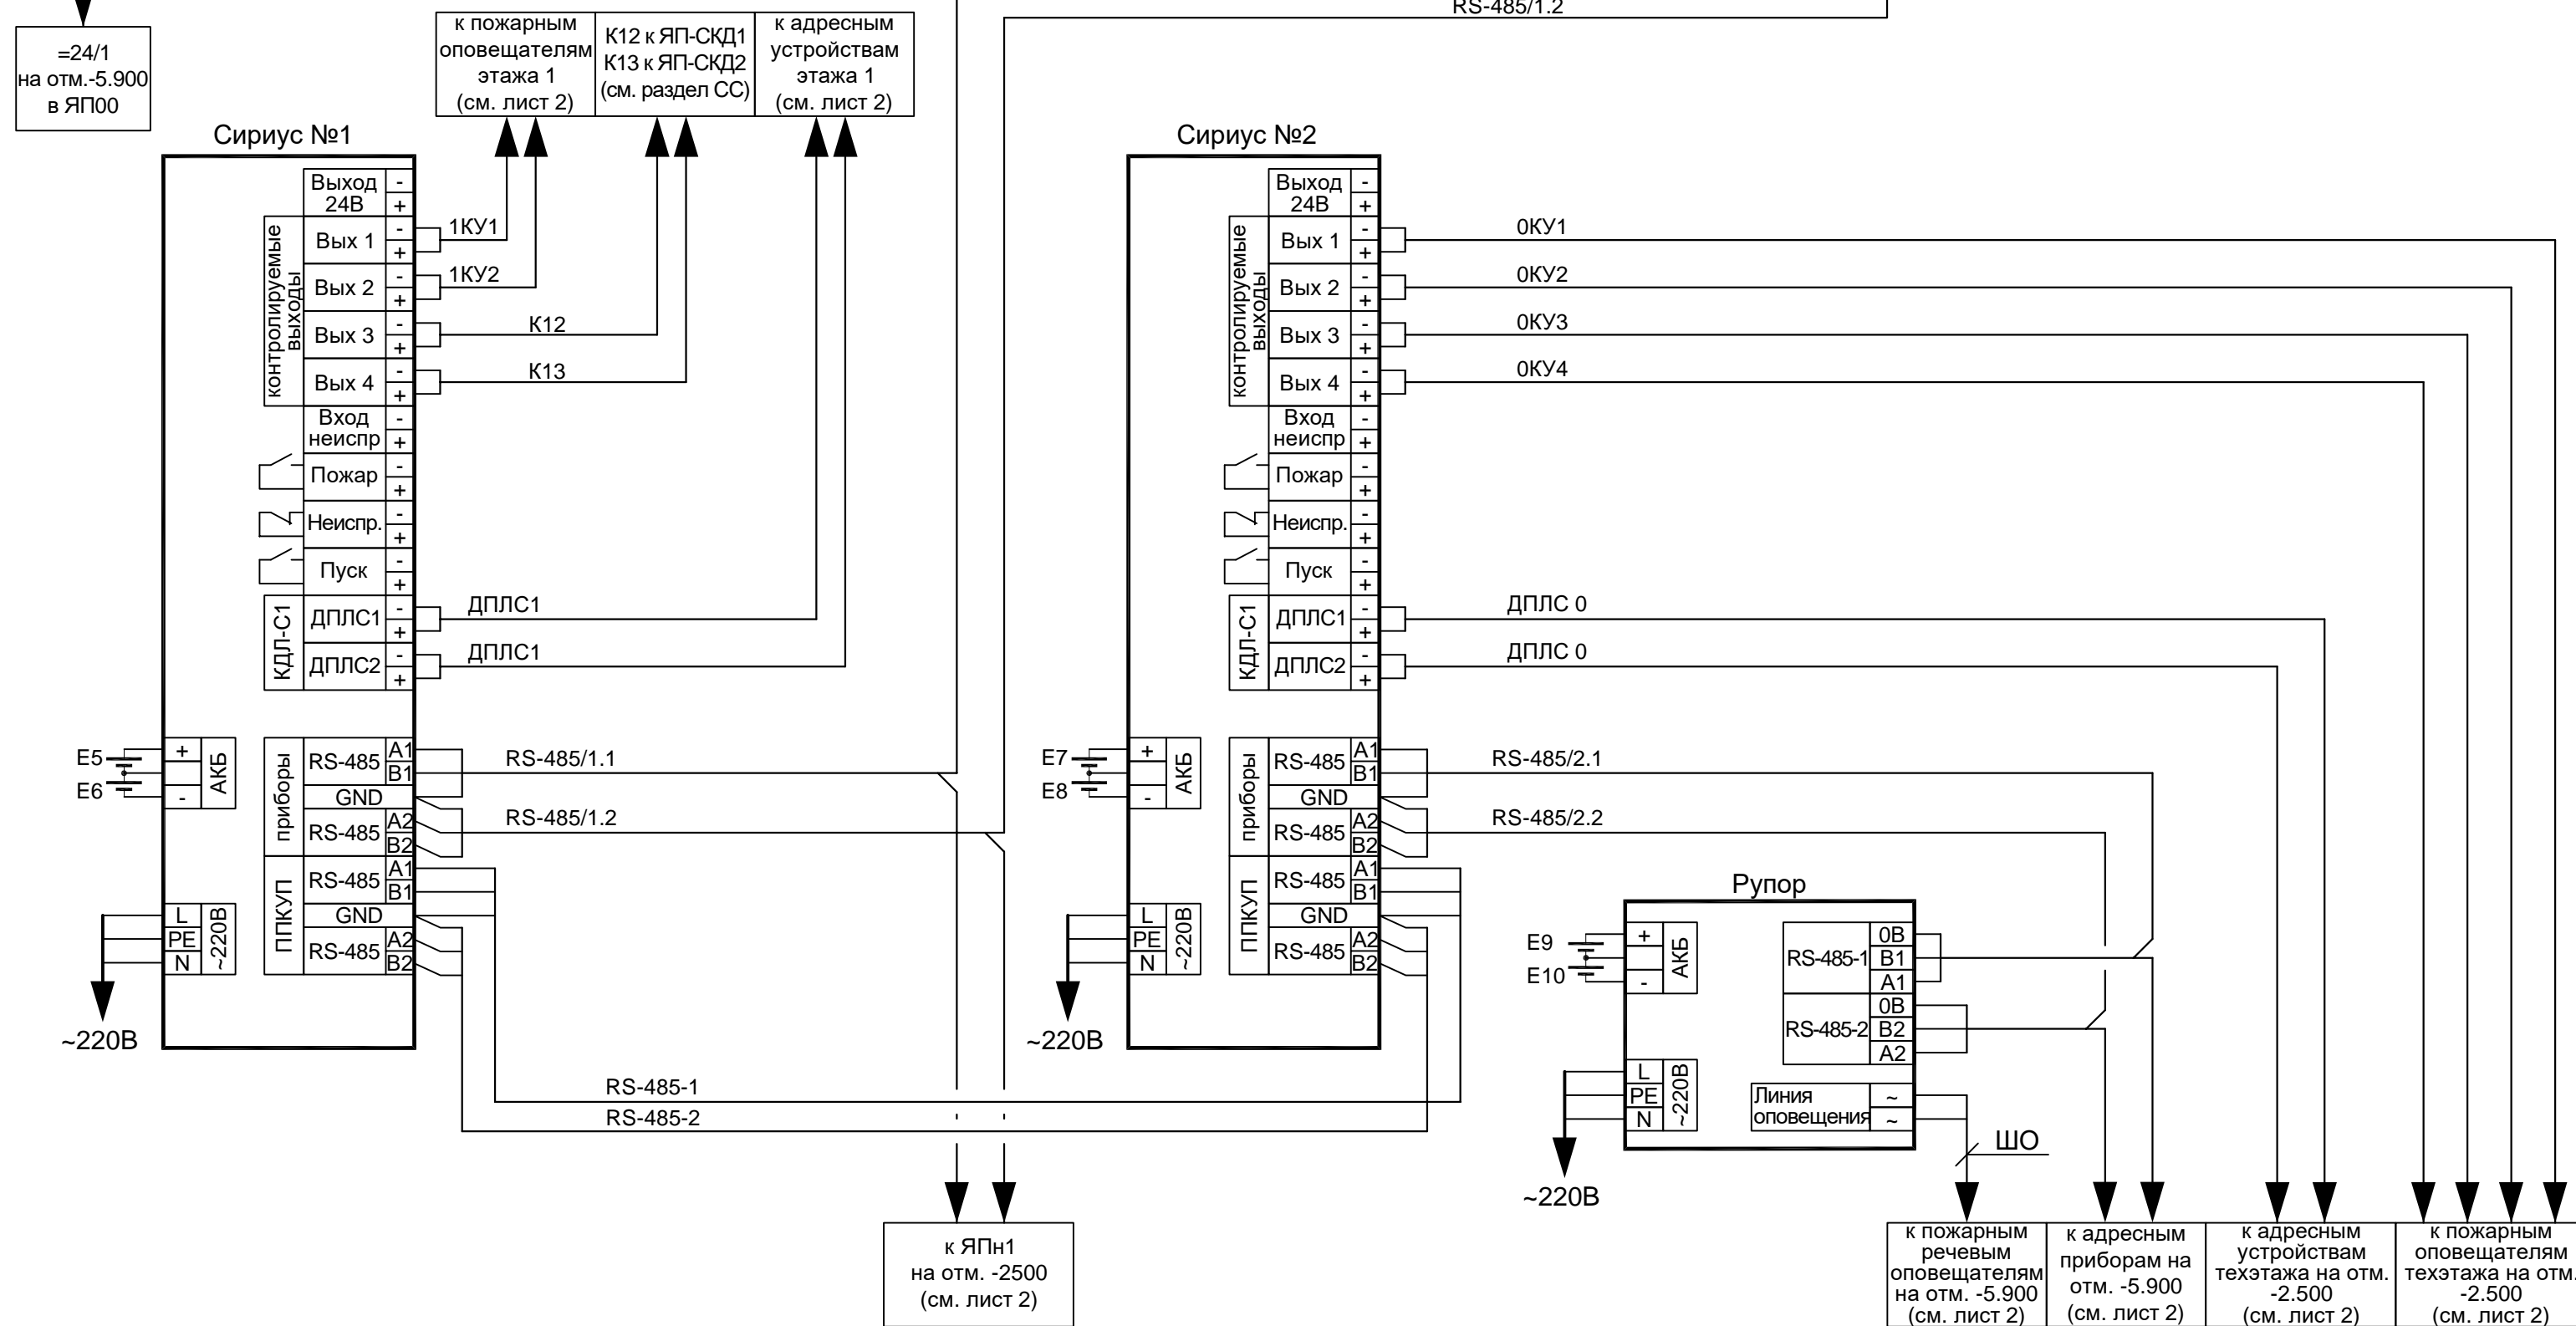 RS-485/1.2
=24/1
на отм.-5.900
в ЯП00
к пожарным
оповещателям
этажа 1
(см. лист 2)
К12 к ЯП-СКД1
К13 к ЯП-СКД2
(см. раздел СС)
к адресным
устройствам
этажа 1
(см. лист 2)
Сириус №1
Выход
24В
-
+
контролируемые
выходы
Вых 1
-
+
1КУ1
Вых 2
-
+
1КУ2
Вых 3
-
+
К12
Вых 4
-
+
К13
Вход
неиспр
-
+
Пожар
-
+
Неиспр.
-
+
Пуск
-
+
КДЛ-С1
ДПЛС1
-
+
ДПЛС1
ДПЛС2
-
+
ДПЛС1
E5
E6
+
-
АКБ
приборы
RS-485
A1
B1
RS-485/1.1
GND
RS-485
A2
B2
RS-485/1.2
ППКУП
RS-485
A1
B1
GND
RS-485
A2
B2
L
PE
N
~220В
~220В
RS-485-1
RS-485-2
Сириус №2
Выход
24В
-
+
контролируемые
выходы
Вых 1
-
+
0КУ1
Вых 2
-
+
0КУ2
Вых 3
-
+
0КУ3
Вых 4
-
+
0КУ4
Вход
неиспр
-
+
Пожар
-
+
Неиспр.
-
+
Пуск
-
+
КДЛ-С1
ДПЛС1
-
+
ДПЛС 0
ДПЛС2
-
+
ДПЛС 0
E7
E8
+
-
АКБ
приборы
RS-485
A1
B1
RS-485/2.1
GND
RS-485
A2
B2
RS-485/2.2
ППКУП
RS-485
A1
B1
GND
RS-485
A2
B2
L
PE
N
~220В
~220В
Рупор
E9
E10
+
-
АКБ
RS-485-1
0В
B1
A1
RS-485-2
0В
B2
A2
L
PE
N
~220В
~220В
Линия
оповещения
~
~
ШО
к ЯПн1
на отм. -2500
(см. лист 2)
к пожарным
речевым
оповещателям
на отм. -5.900
(см. лист 2)
к адресным
приборам на
отм. -5.900
(см. лист 2)
к адресным
устройствам
техэтажа на отм.
-2.500
(см. лист 2)
к пожарным
оповещателям
техэтажа на отм.
-2.500
(см. лист 2)